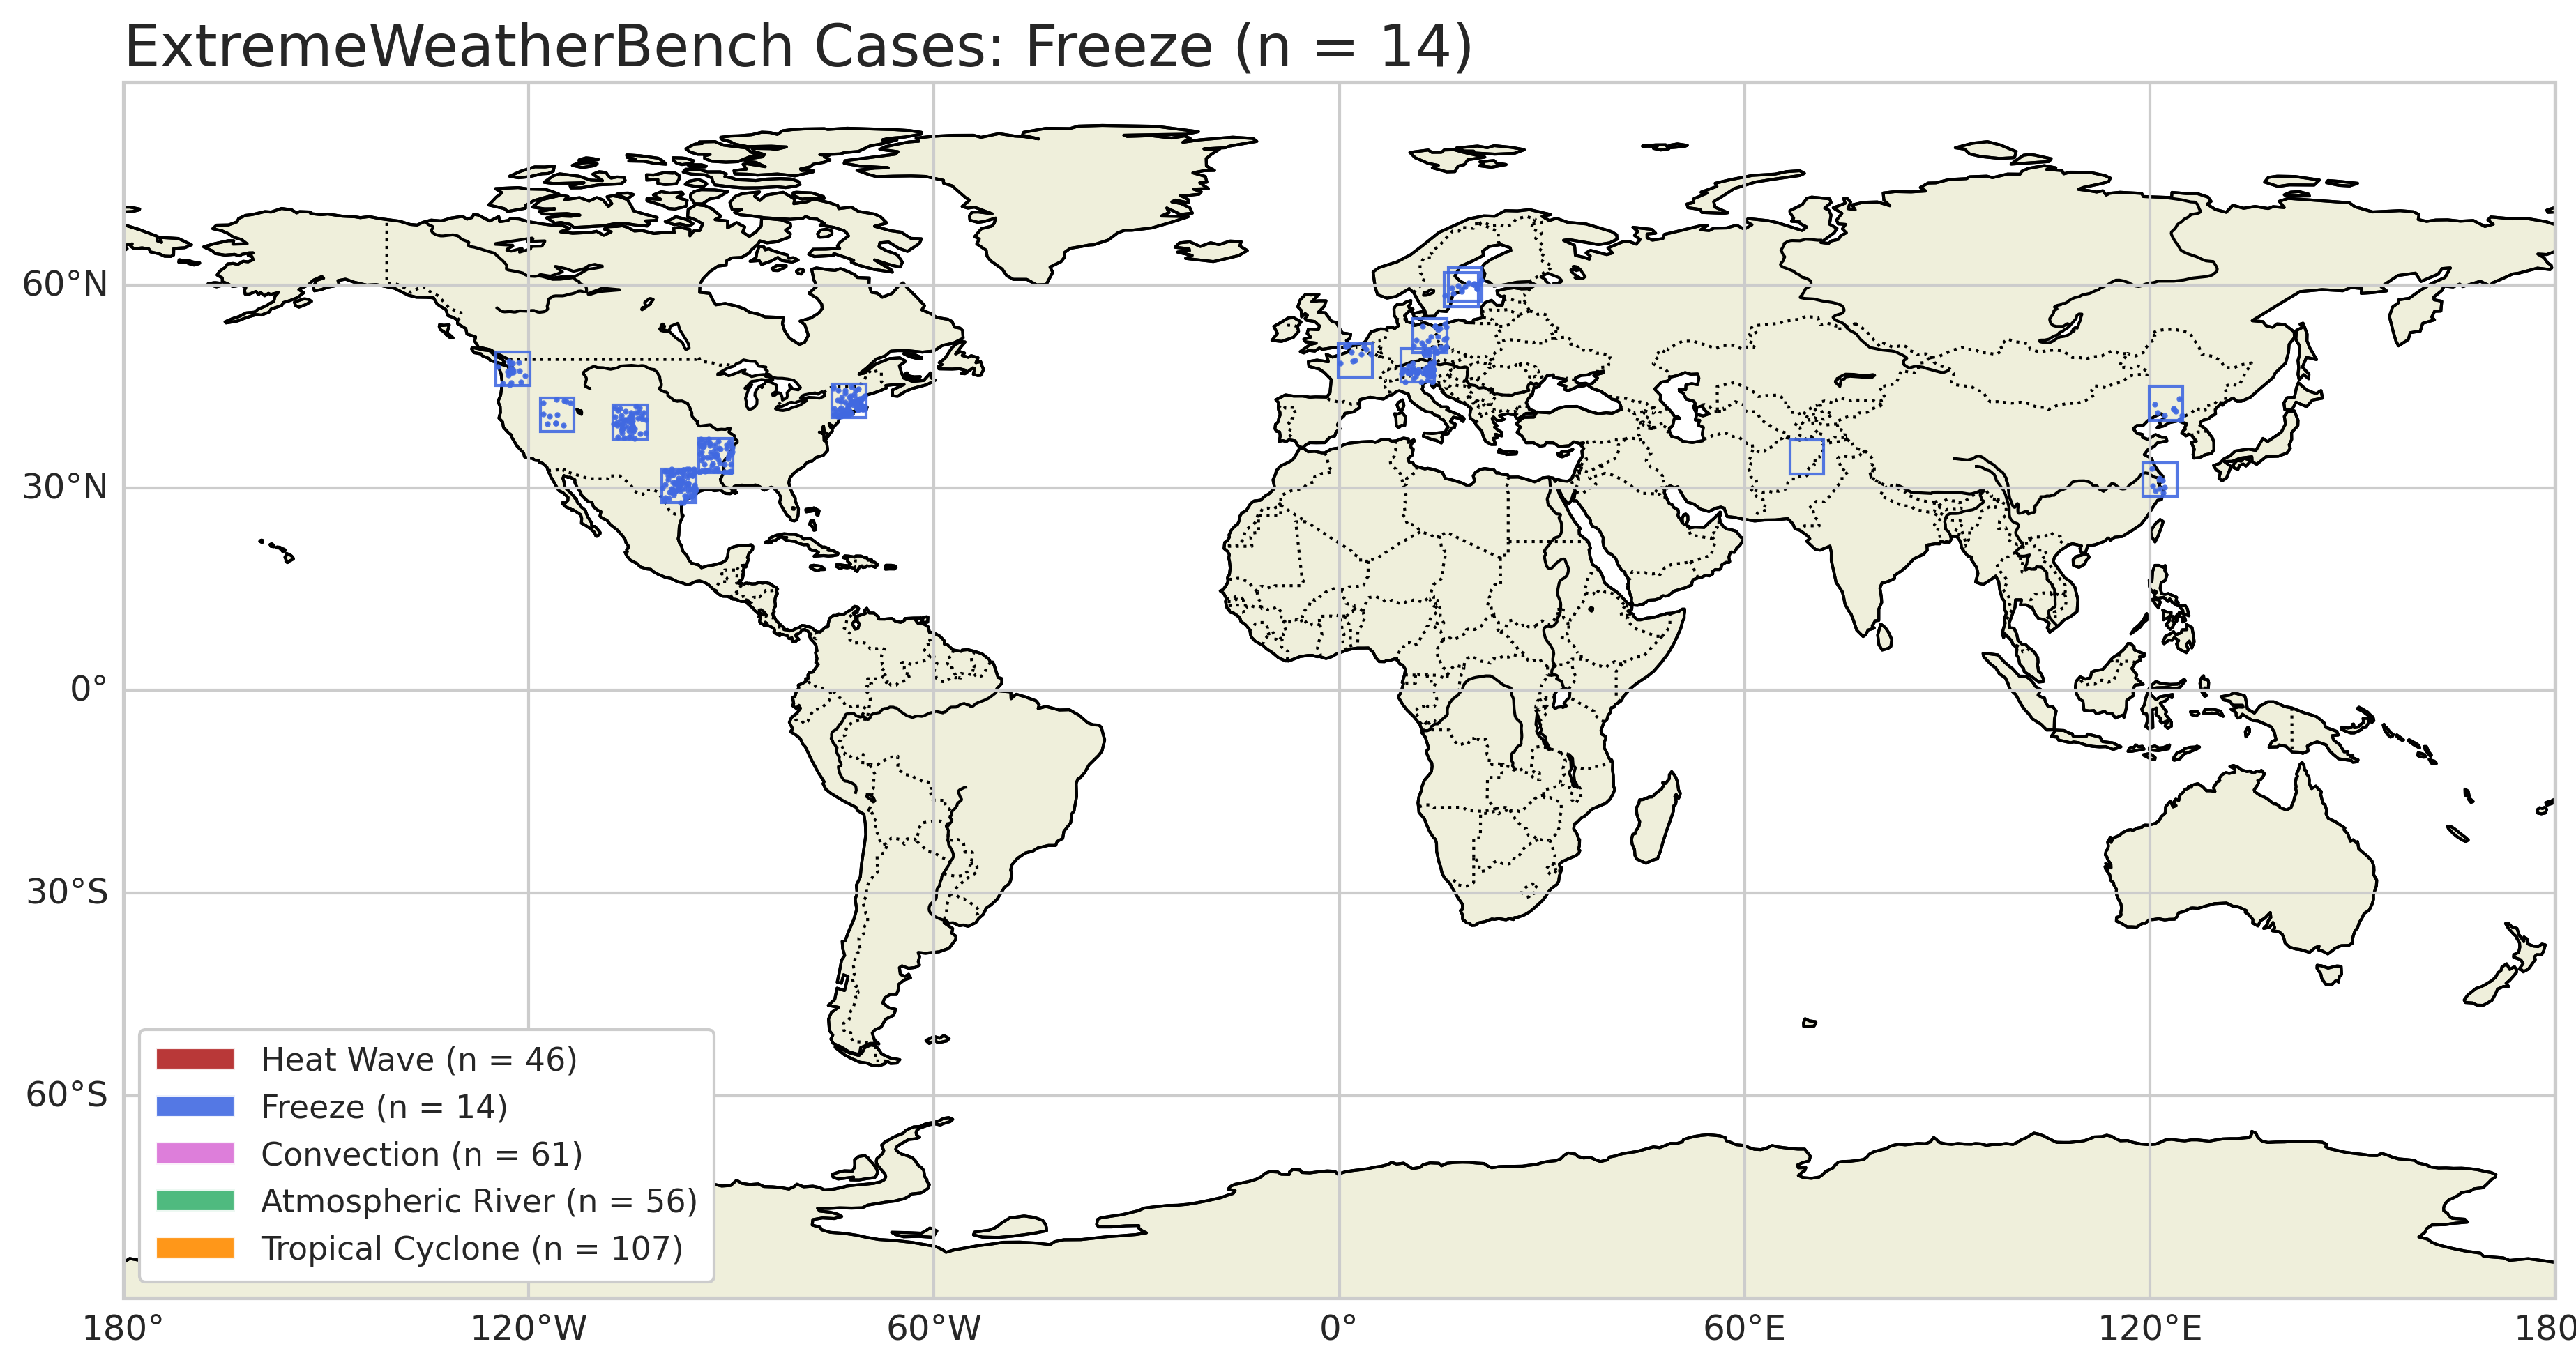 ExtremeWeatherBench Cases: Freeze (n = 14)
60°N
30°N
0°
30°S
60°S
Heat Wave (n = 46)
Freeze (n = 14)
Convection (n = 61)
Atmospheric River (n = 56)
Tropical Cyclone (n = 107)
180° 120°W 60°W 0° 60°E 120°E 180